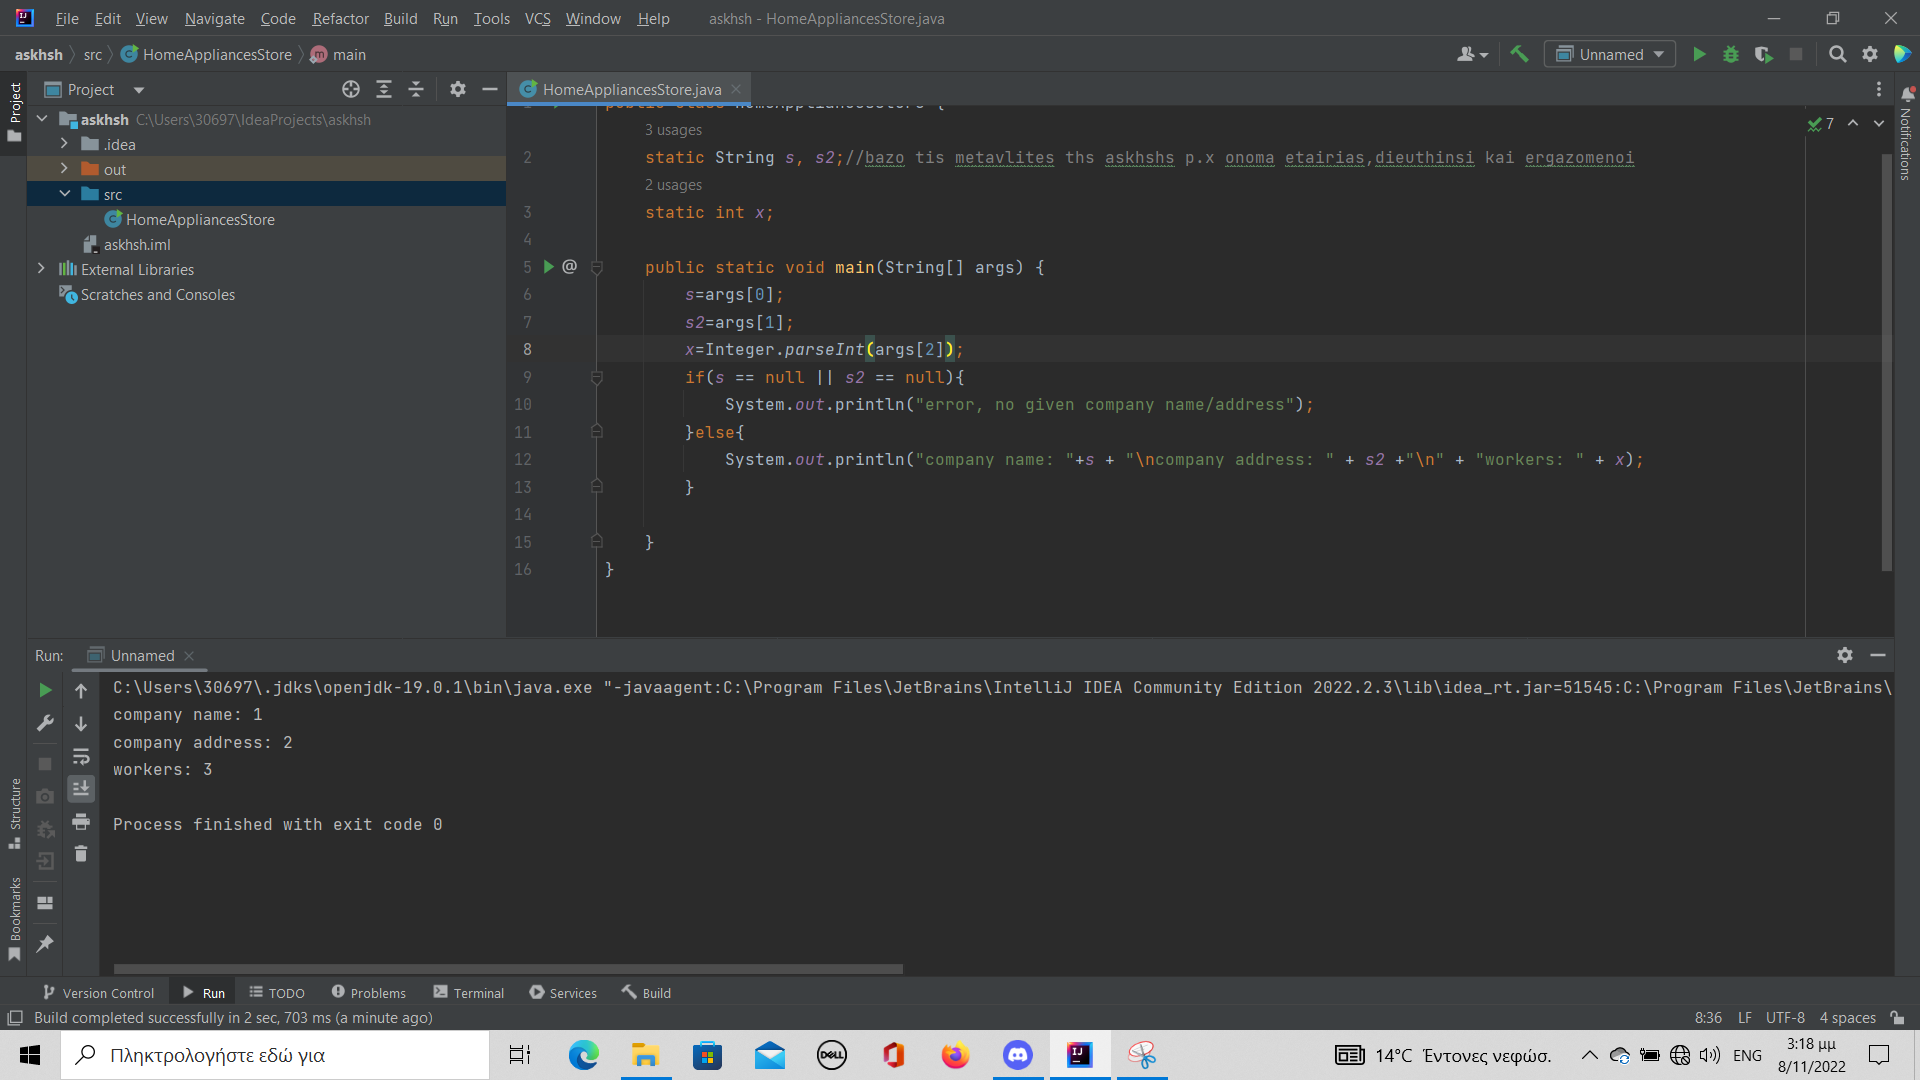 File Edit View Navigate Code Refactor Build Run Tools VCS Window Help askhsh - HomeAppliancesStore.java
askhsh src HomeAppliancesStore main Unnamed
Project
HomeAppliancesStore.java
askhsh C:\Users\30697\IdeaProjects\askhsh
.idea
out
src
HomeAppliancesStore
askhsh.iml
External Libraries
Scratches and Consoles
Project
Structure
Bookmarks
Notifications
7
1 public class HomeAppliancesStore {
3 usages
2 static String s, s2;//bazo tis metavlites ths askhshs p.x onoma etairias,dieuthinsi kai ergazomenoi
2 usages
3 static int x;
4
5 @ public static void main(String[] args) {
6 s=args[0];
7 s2=args[1];
8 x=Integer.parseInt(args[2]);
9 if(s == null || s2 == null){
10 System.out.println("error, no given company name/address");
11 }else{
12 System.out.println("company name: "+s + "\ncompany address: " + s2 +"\n" + "workers: " + x);
13 }
14
15 }
16 }
Run: Unnamed
C:\Users\30697\.jdks\openjdk-19.0.1\bin\java.exe "-javaagent:C:\Program Files\JetBrains\IntelliJ IDEA Community Edition 2022.2.3\lib\idea_rt.jar=51545:C:\Program Files\JetBrains\
company name: 1
company address: 2
workers: 3
Process finished with exit code 0
Version Control Run TODO Problems Terminal Services Build
Build completed successfully in 2 sec, 703 ms (a minute ago) 8:36 LF UTF-8 4 spaces
Πληκτρολογήστε εδώ για
DELL
14°C Έντονες νεφώσ. ENG
3:18 μμ
8/11/2022